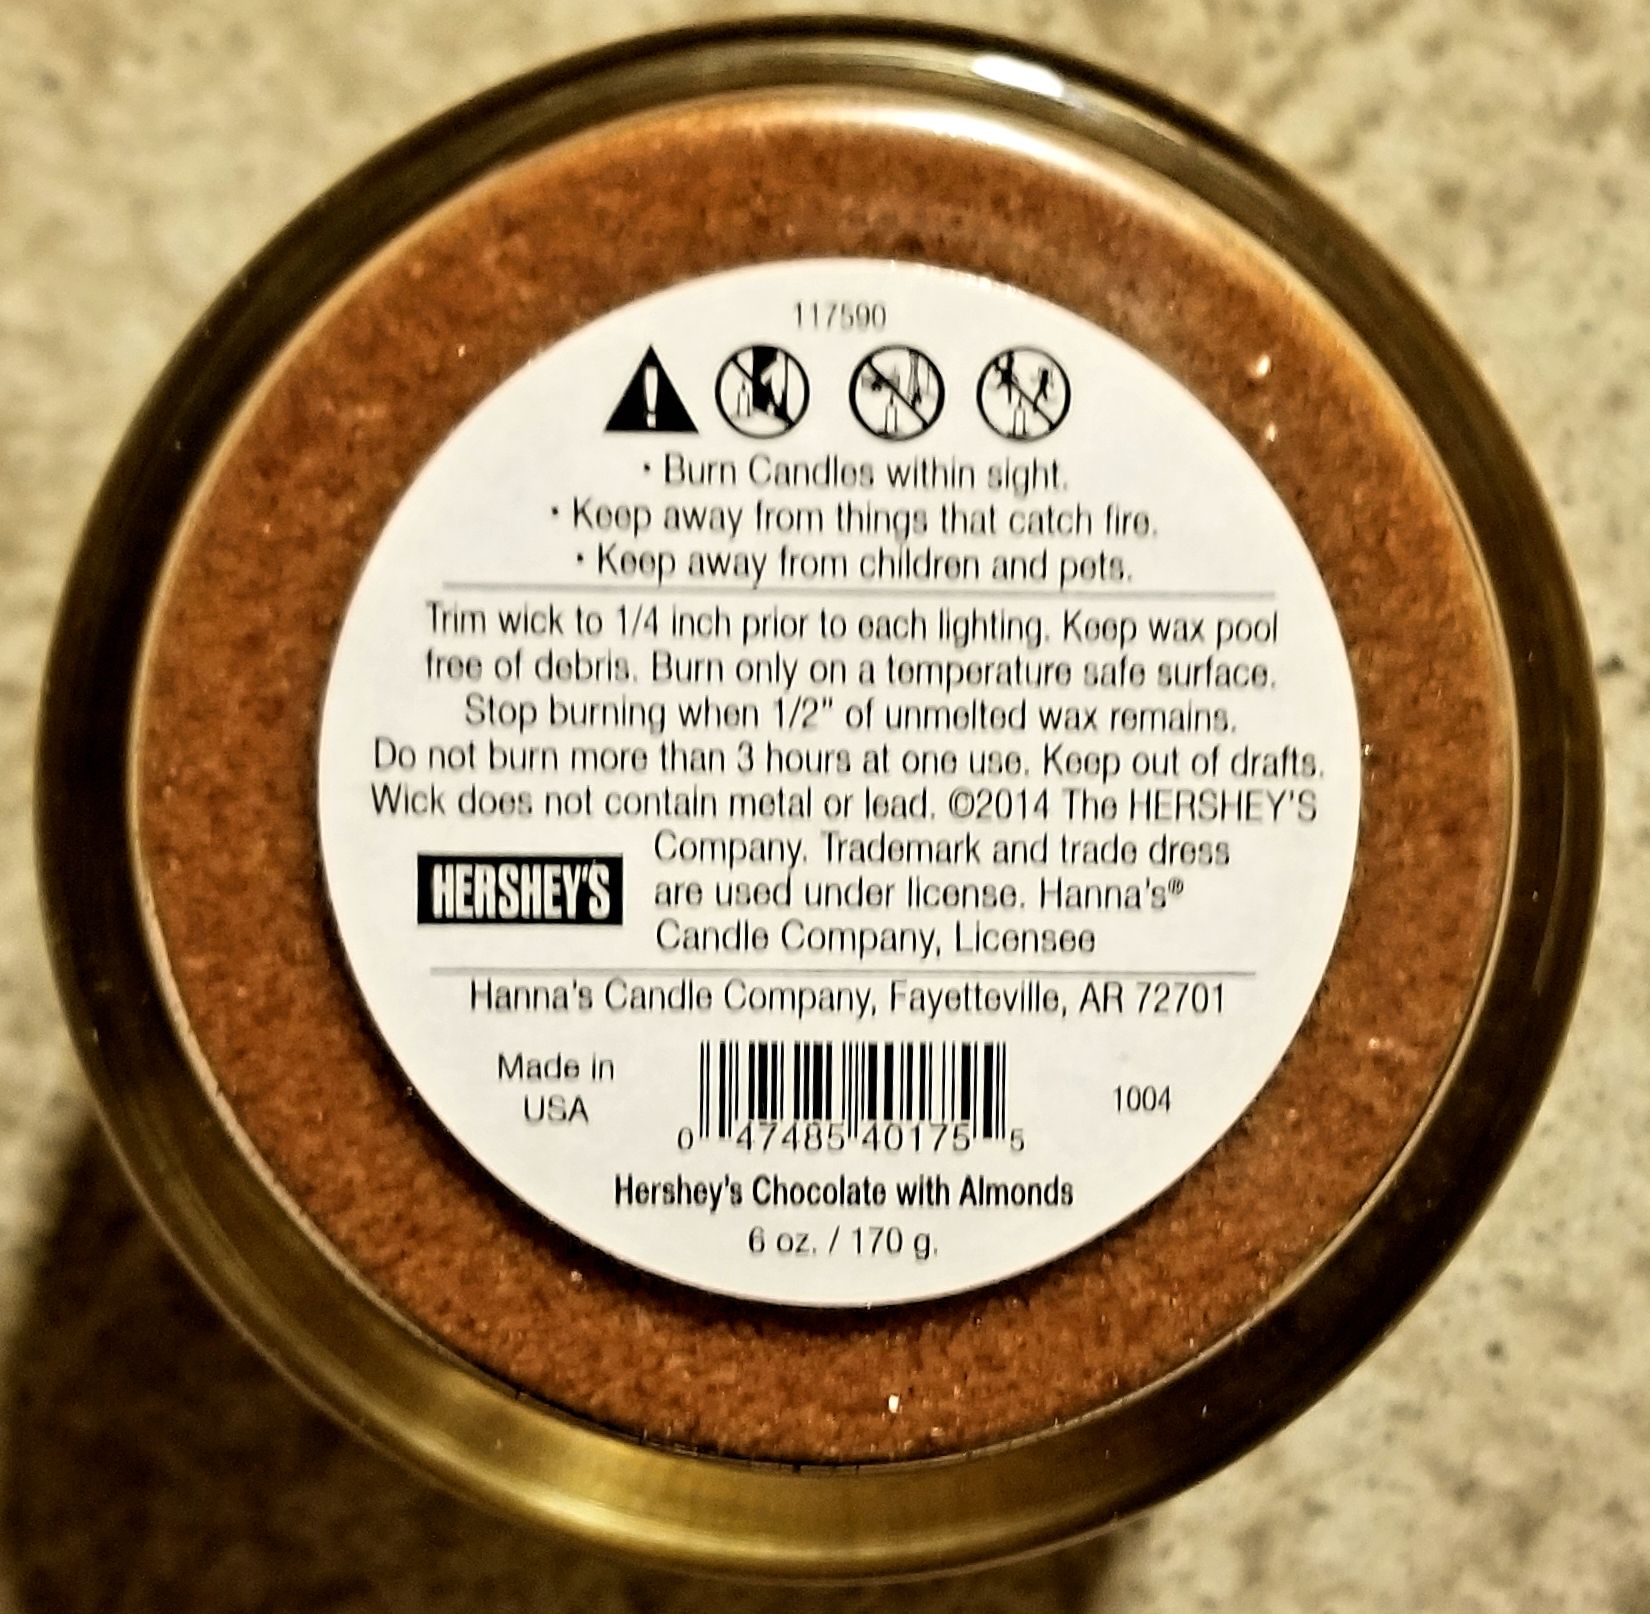 117590
• Burn Candles within sight.
• Keep away from things that catch fire.
• Keep away from children and pets.
Trim wick to 1/4 inch prior to each lighting. Keep wax pool
free of debris. Burn only on a temperature safe surface.
Stop burning when 1/2" of unmelted wax remains.
Do not burn more than 3 hours at one use. Keep out of drafts.
Wick does not contain metal or lead. ©2014 The HERSHEY'S
Company. Trademark and trade dress
HERSHEY'S are used under license. Hanna's®
Candle Company, Licensee
Hanna's Candle Company, Fayetteville, AR 72701
Made in
USA
0 47485 40175 5
1004
Hershey's Chocolate with Almonds
6 oz. / 170 g.